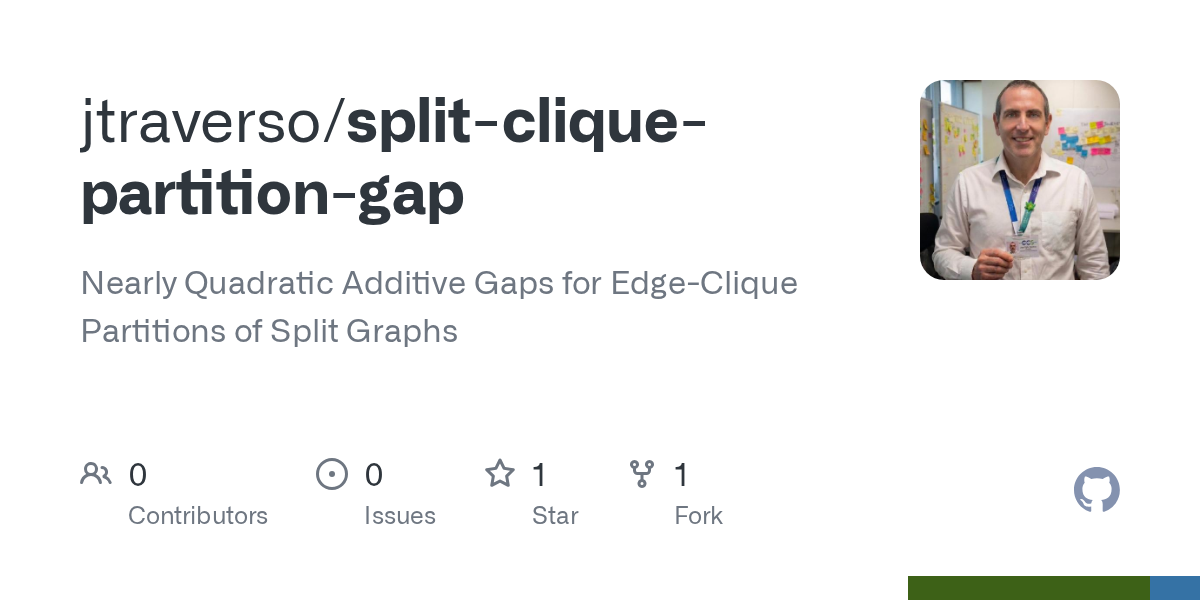 jtraverso/split-clique-
partition-gap
Nearly Quadratic Additive Gaps for Edge-Clique
Partitions of Split Graphs
0 0 1 1
Contributors Issues Star Fork